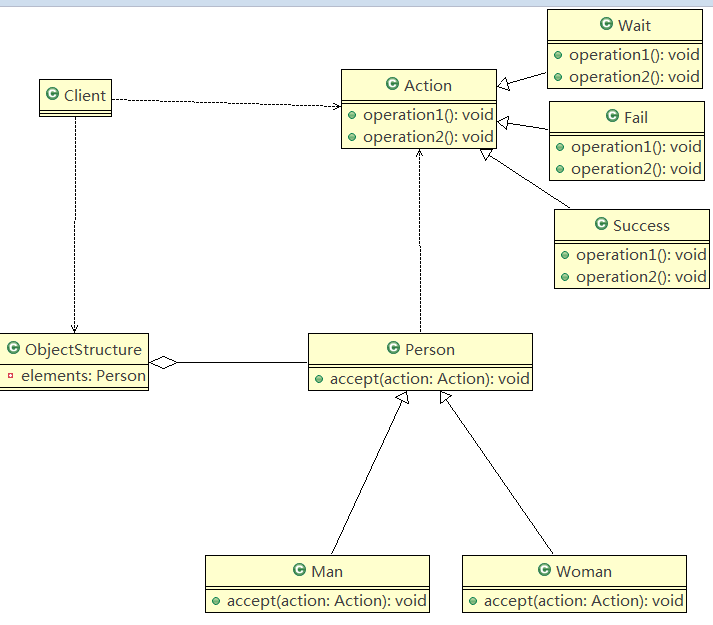 Wait
operation1(): void
operation2(): void
Client
Action
operation1(): void
operation2(): void
Fail
operation1(): void
operation2(): void
Success
operation1(): void
operation2(): void
ObjectStructure
elements: Person
Person
accept(action: Action): void
Man
accept(action: Action): void
Woman
accept(action: Action): void